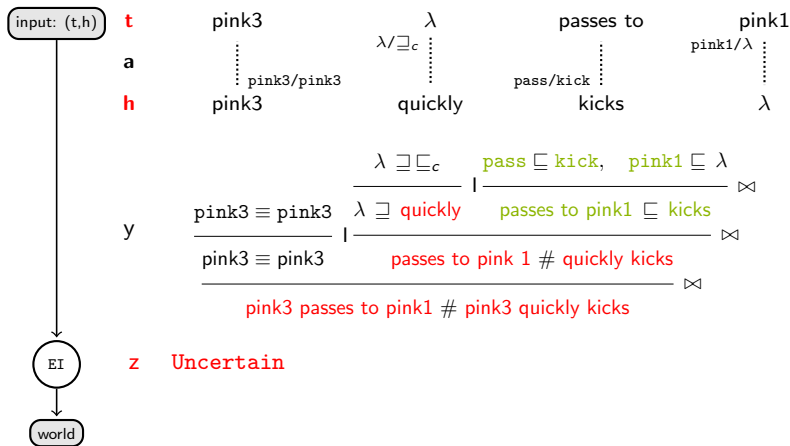 input: (t,h) t pink3 λ passes to pink1
λ/⊒c pink1/λ
a
pink3/pink3 pass/kick
h pink3 quickly kicks λ
λ ⊒⊑c pass ⊑ kick, pink1 ⊑ λ
⋈
pink3 ≡ pink3 λ ⊒ quickly passes to pink1 ⊑ kicks
y ⋈
pink3 ≡ pink3 passes to pink 1 # quickly kicks
⋈
pink3 passes to pink1 # pink3 quickly kicks
EI z Uncertain
world